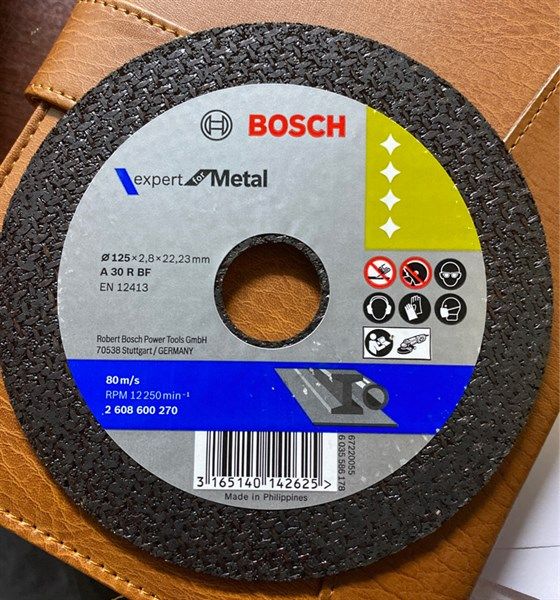 BOSCH
expert for Metal
Ø 125 × 2,8 × 22,23 mm
A 30 R BF
EN 12413
Robert Bosch Power Tools GmbH
70538 Stuttgart / GERMANY
80 m/s
RPM 12 250 min⁻¹
2 608 600 270
3 165140 142625 >
67220055
6 035 586 178
Made in Philippines